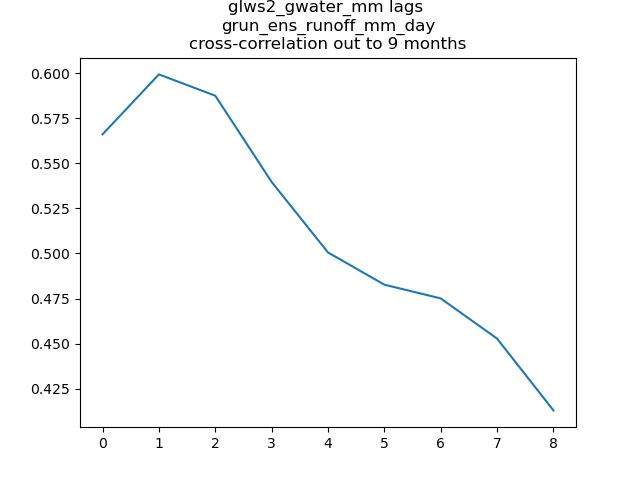 glws2_gwater_mm lags
grun_ens_runoff_mm_day
cross-correlation out to 9 months
0.600
0.575
0.550
0.525
0.500
0.475
0.450
0.425
0 1 2 3 4 5 6 7 8